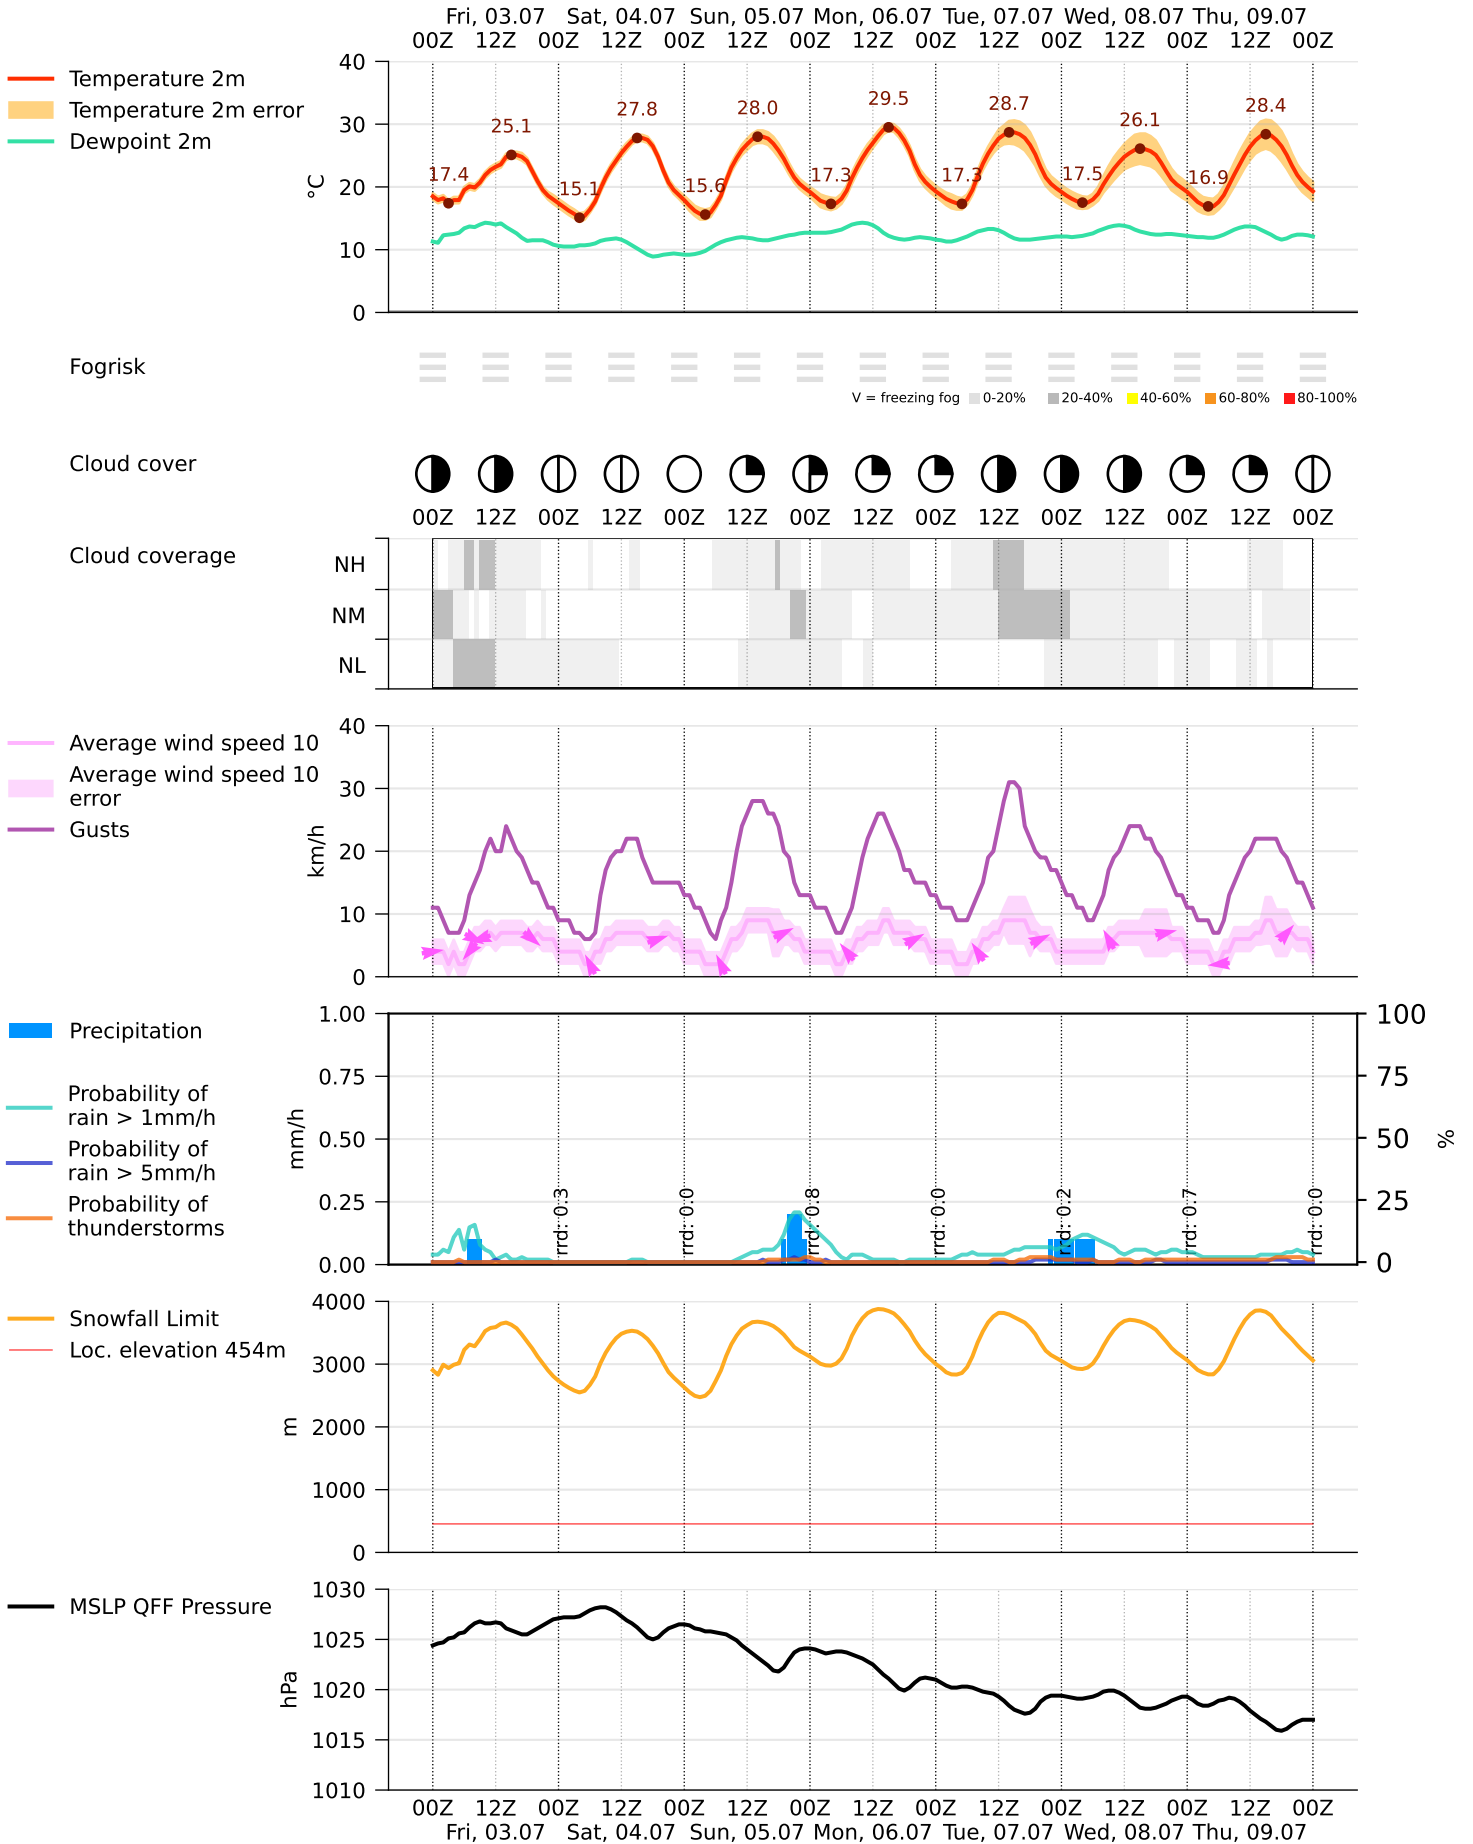 Fri, 03.07 Sat, 04.07 Sun, 05.07 Mon, 06.07 Tue, 07.07 Wed, 08.07 Thu, 09.07
00Z 12Z 00Z 12Z 00Z 12Z 00Z 12Z 00Z 12Z 00Z 12Z 00Z 12Z 00Z
Temperature 2m
Temperature 2m error
Dewpoint 2m
°C
40
30
20
10
0
17.4 25.1 15.1 27.8 15.6 28.0 17.3 29.5 17.3 28.7 17.5 26.1 16.9 28.4
Fogrisk
V = freezing fog 0-20% 20-40% 40-60% 60-80% 80-100%
Cloud cover
00Z 12Z 00Z 12Z 00Z 12Z 00Z 12Z 00Z 12Z 00Z 12Z 00Z 12Z 00Z
Cloud coverage
NH
NM
NL
Average wind speed 10
Average wind speed 10
error
Gusts
km/h
40
30
20
10
0
Precipitation
Probability of
rain > 1mm/h
Probability of
rain > 5mm/h
Probability of
thunderstorms
mm/h
1.00
0.75
0.50
0.25
0.00
rrd: 0.3 rrd: 0.0 rrd: 0.8 rrd: 0.0 rrd: 0.2 rrd: 0.7 rrd: 0.0
100
75
50
25
0
%
Snowfall Limit
Loc. elevation 454m
m
4000
3000
2000
1000
0
MSLP QFF Pressure
hPa
1030
1025
1020
1015
1010
00Z 12Z 00Z 12Z 00Z 12Z 00Z 12Z 00Z 12Z 00Z 12Z 00Z 12Z 00Z
Fri, 03.07 Sat, 04.07 Sun, 05.07 Mon, 06.07 Tue, 07.07 Wed, 08.07 Thu, 09.07